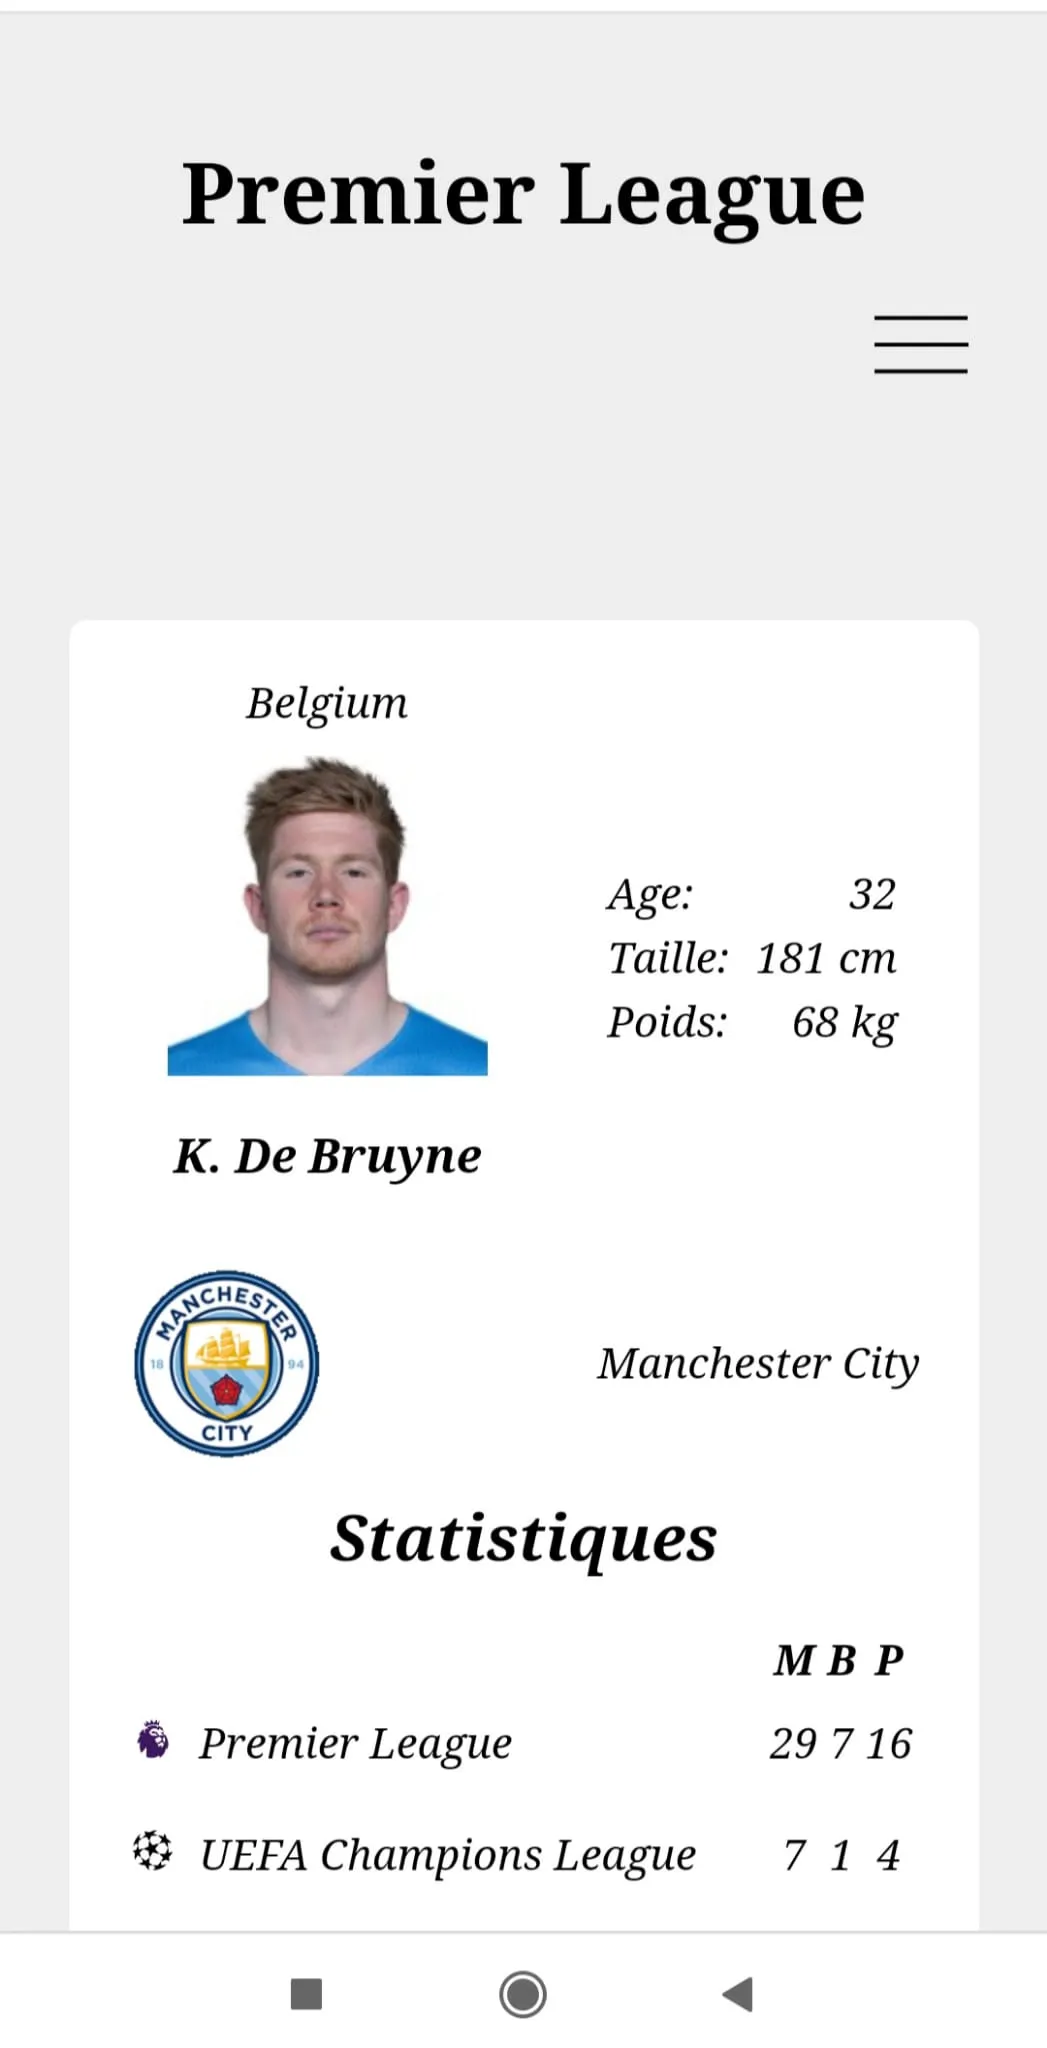 Premier League
Belgium
Age: 32
Taille: 181 cm
Poids: 68 kg
K. De Bruyne
MANCHESTER
18 94
CITY
Manchester City
Statistiques
M B P
Premier League 29 7 16
UEFA Champions League 7 1 4